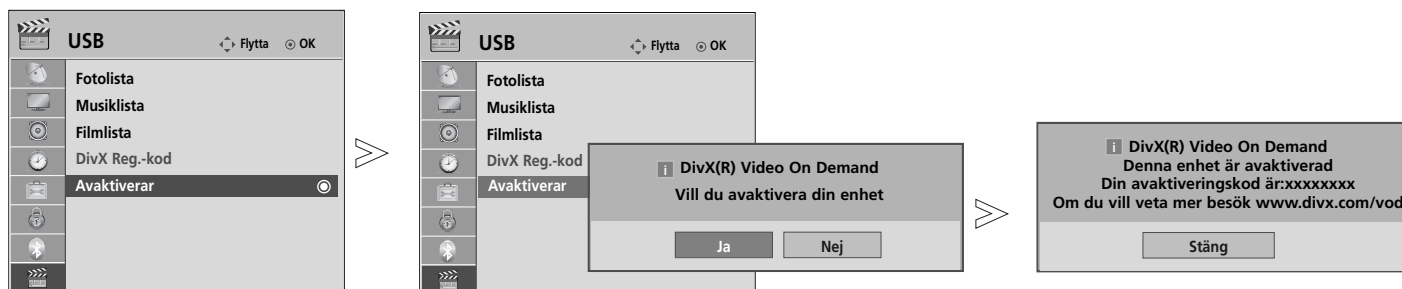 USB Flytta OK
Fotolista
Musiklista
Filmlista
DivX Reg.-kod
Avaktiverar
USB Flytta OK
Fotolista
Musiklista
Filmlista
DivX Reg.-kod
Avaktiverar
i DivX(R) Video On Demand
Vill du avaktivera din enhet
Ja Nej
i DivX(R) Video On Demand
Denna enhet är avaktiverad
Din avaktiveringskod är:xxxxxxxx
Om du vill veta mer besök www.divx.com/vod
Stäng